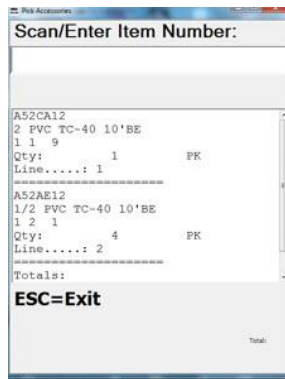 Pick Accessories
Scan/Enter Item Number:
A52CA12
2 PVC TC-40 10'BE
1 1 9
Qty: 1 PK
Line.....: 1
=====================
A52AE12
1/2 PVC TC-40 10'BE
1 2 1
Qty: 4 PK
Line.....: 2
=====================
Totals:
ESC=Exit
Total: